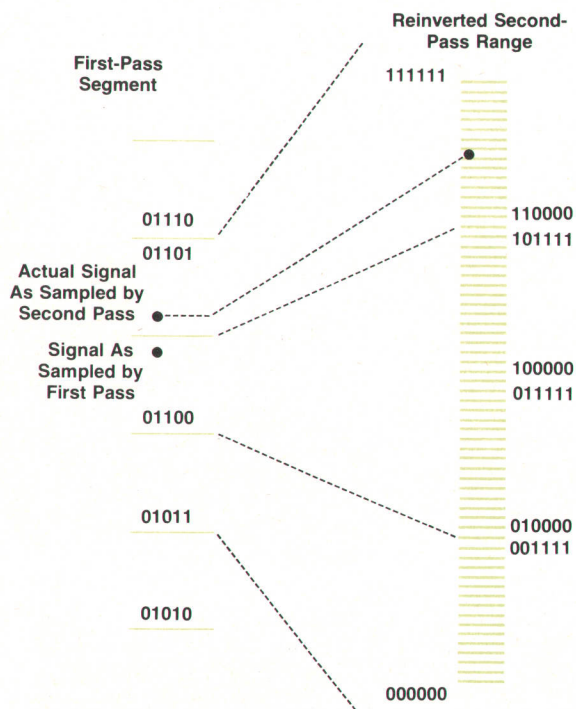 Reinverted Second-
Pass Range
First-Pass
Segment
111111
01110
01101
110000
101111
Actual Signal
As Sampled by
Second Pass
Signal As
Sampled by
First Pass
100000
011111
01100
01011
010000
001111
01010
000000